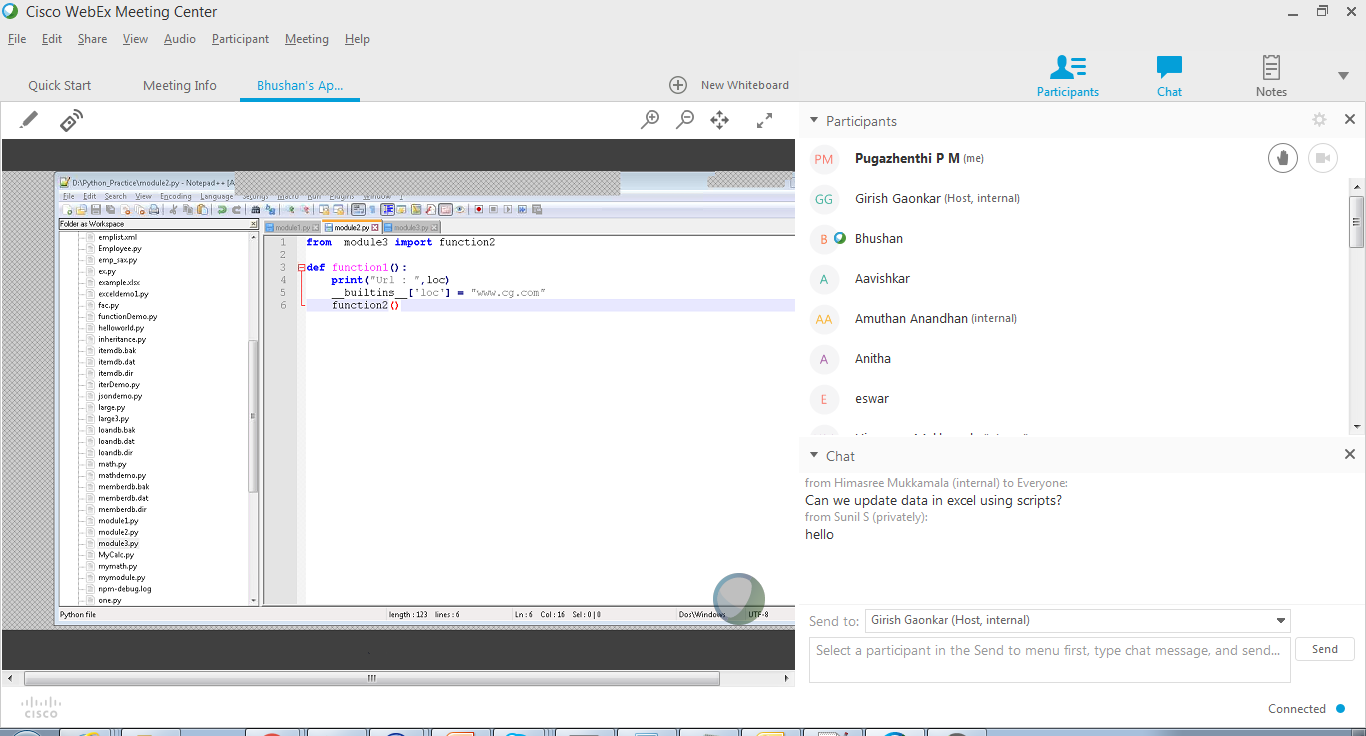 Cisco WebEx Meeting Center
File Edit Share View Audio Participant Meeting Help
Quick Start Meeting Info Bhushan's Ap... New Whiteboard
Participants Chat Notes
D:\Python_Practice\module2.py - Notepad++ [A
File Edit Search View Encoding Language Settings Macro Run Plugins Window ?
Folder as Workspace
emplist.xml
Employee.py
emp_sax.py
ex.py
example.xlsx
exceldemo1.py
fac.py
functionDemo.py
helloworld.py
inheritance.py
itemdb.bak
itemdb.dat
itemdb.dir
iterDemo.py
jsondemo.py
large.py
large3.py
loandb.bak
loandb.dat
loandb.dir
math.py
mathdemo.py
memberdb.bak
memberdb.dat
memberdb.dir
module1.py
module2.py
module3.py
MyCalc.py
mymath.py
mymodule.py
npm-debug.log
one.py
module1.py module2.py module3.py
1 from module3 import function2
2
3 def function1():
4 print("Url : ",loc)
5 __builtins__['loc'] = "www.cg.com"
6 function2()
Python file length : 123 lines : 6 Ln : 6 Col : 16 Sel : 0 | 0 Dos\Windows UTF-8
Participants
PM Pugazhenthi P M (me)
GG Girish Gaonkar (Host, internal)
B Bhushan
A Aavishkar
AA Amuthan Anandhan (internal)
A Anitha
E eswar
Chat
from Himasree Mukkamala (internal) to Everyone:
Can we update data in excel using scripts?
from Sunil S (privately):
hello
Send to: Girish Gaonkar (Host, internal)
Select a participant in the Send to menu first, type chat message, and send...
Send
CISCO
Connected